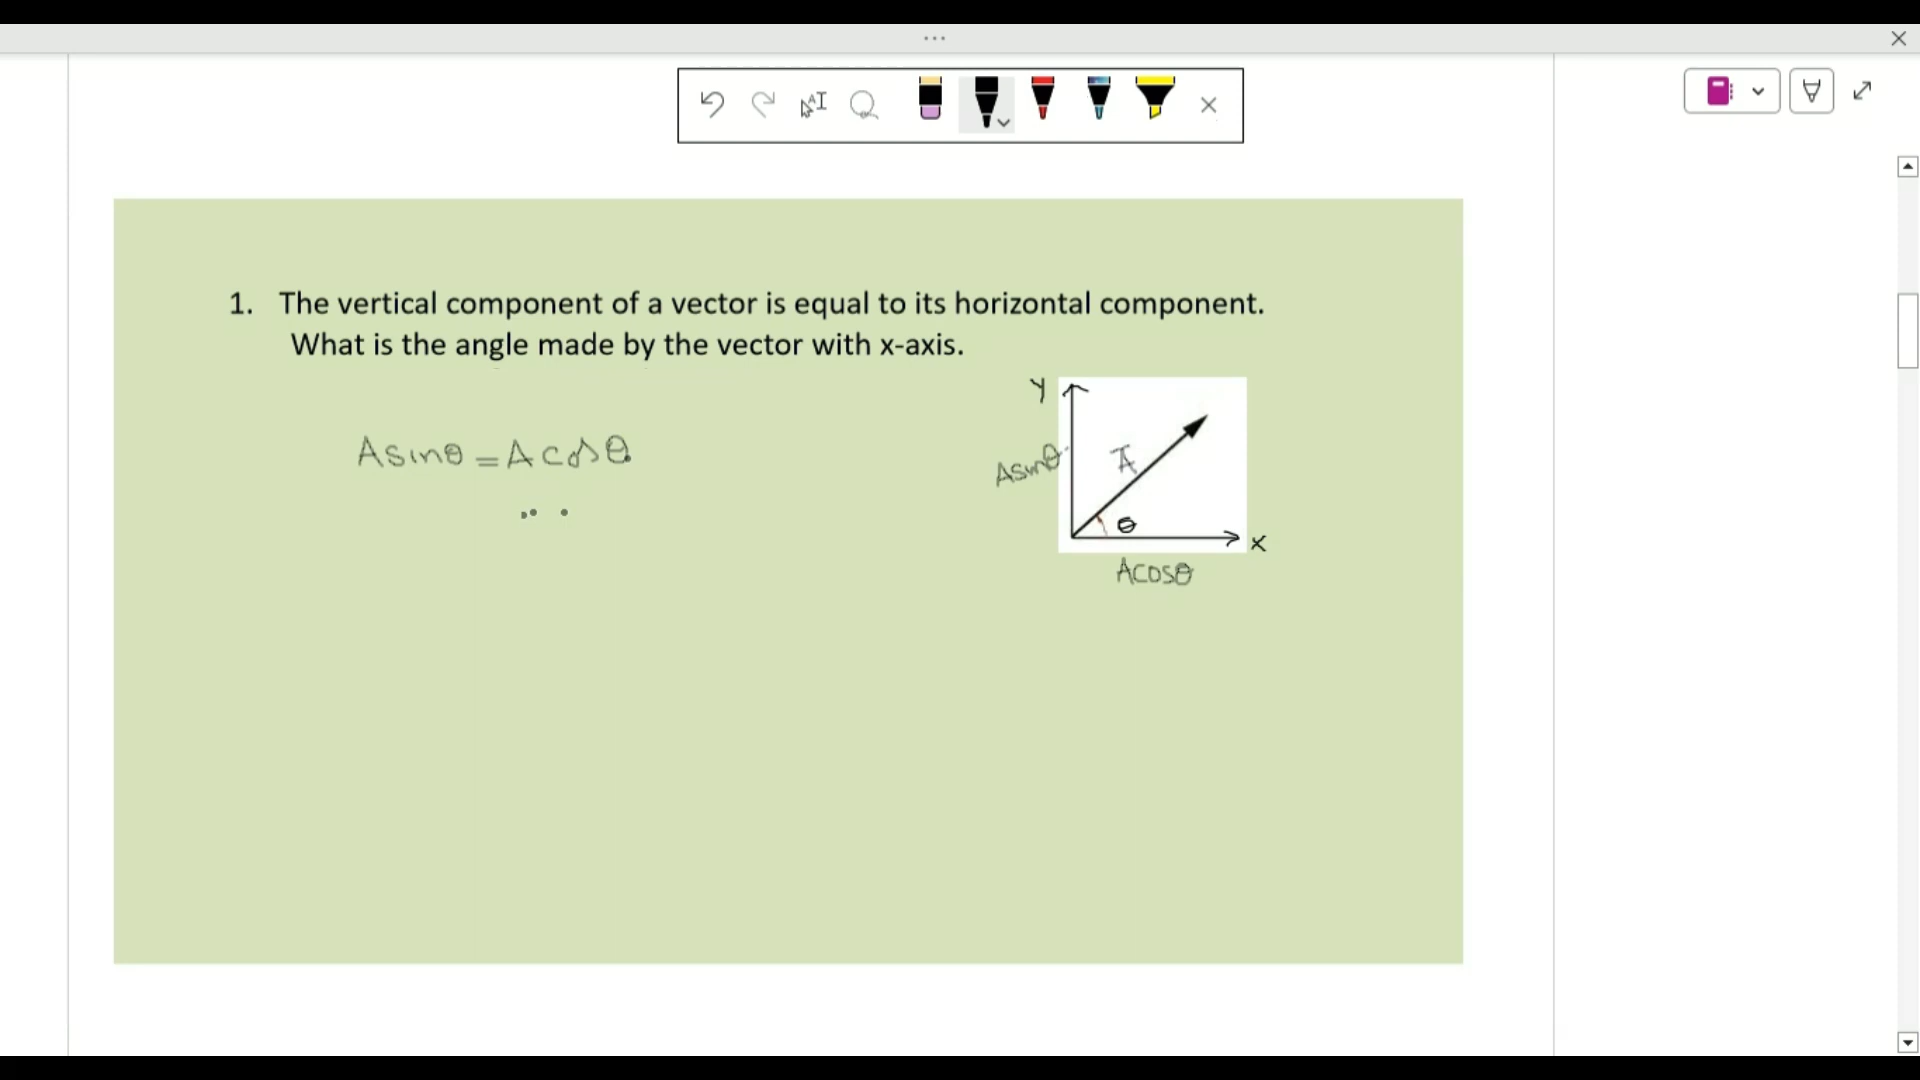 1. The vertical component of a vector is equal to its horizontal component.
What is the angle made by the vector with x-axis.
Asinθ = Acosθ
y
Asinθ
A
θ
x
Acosθ